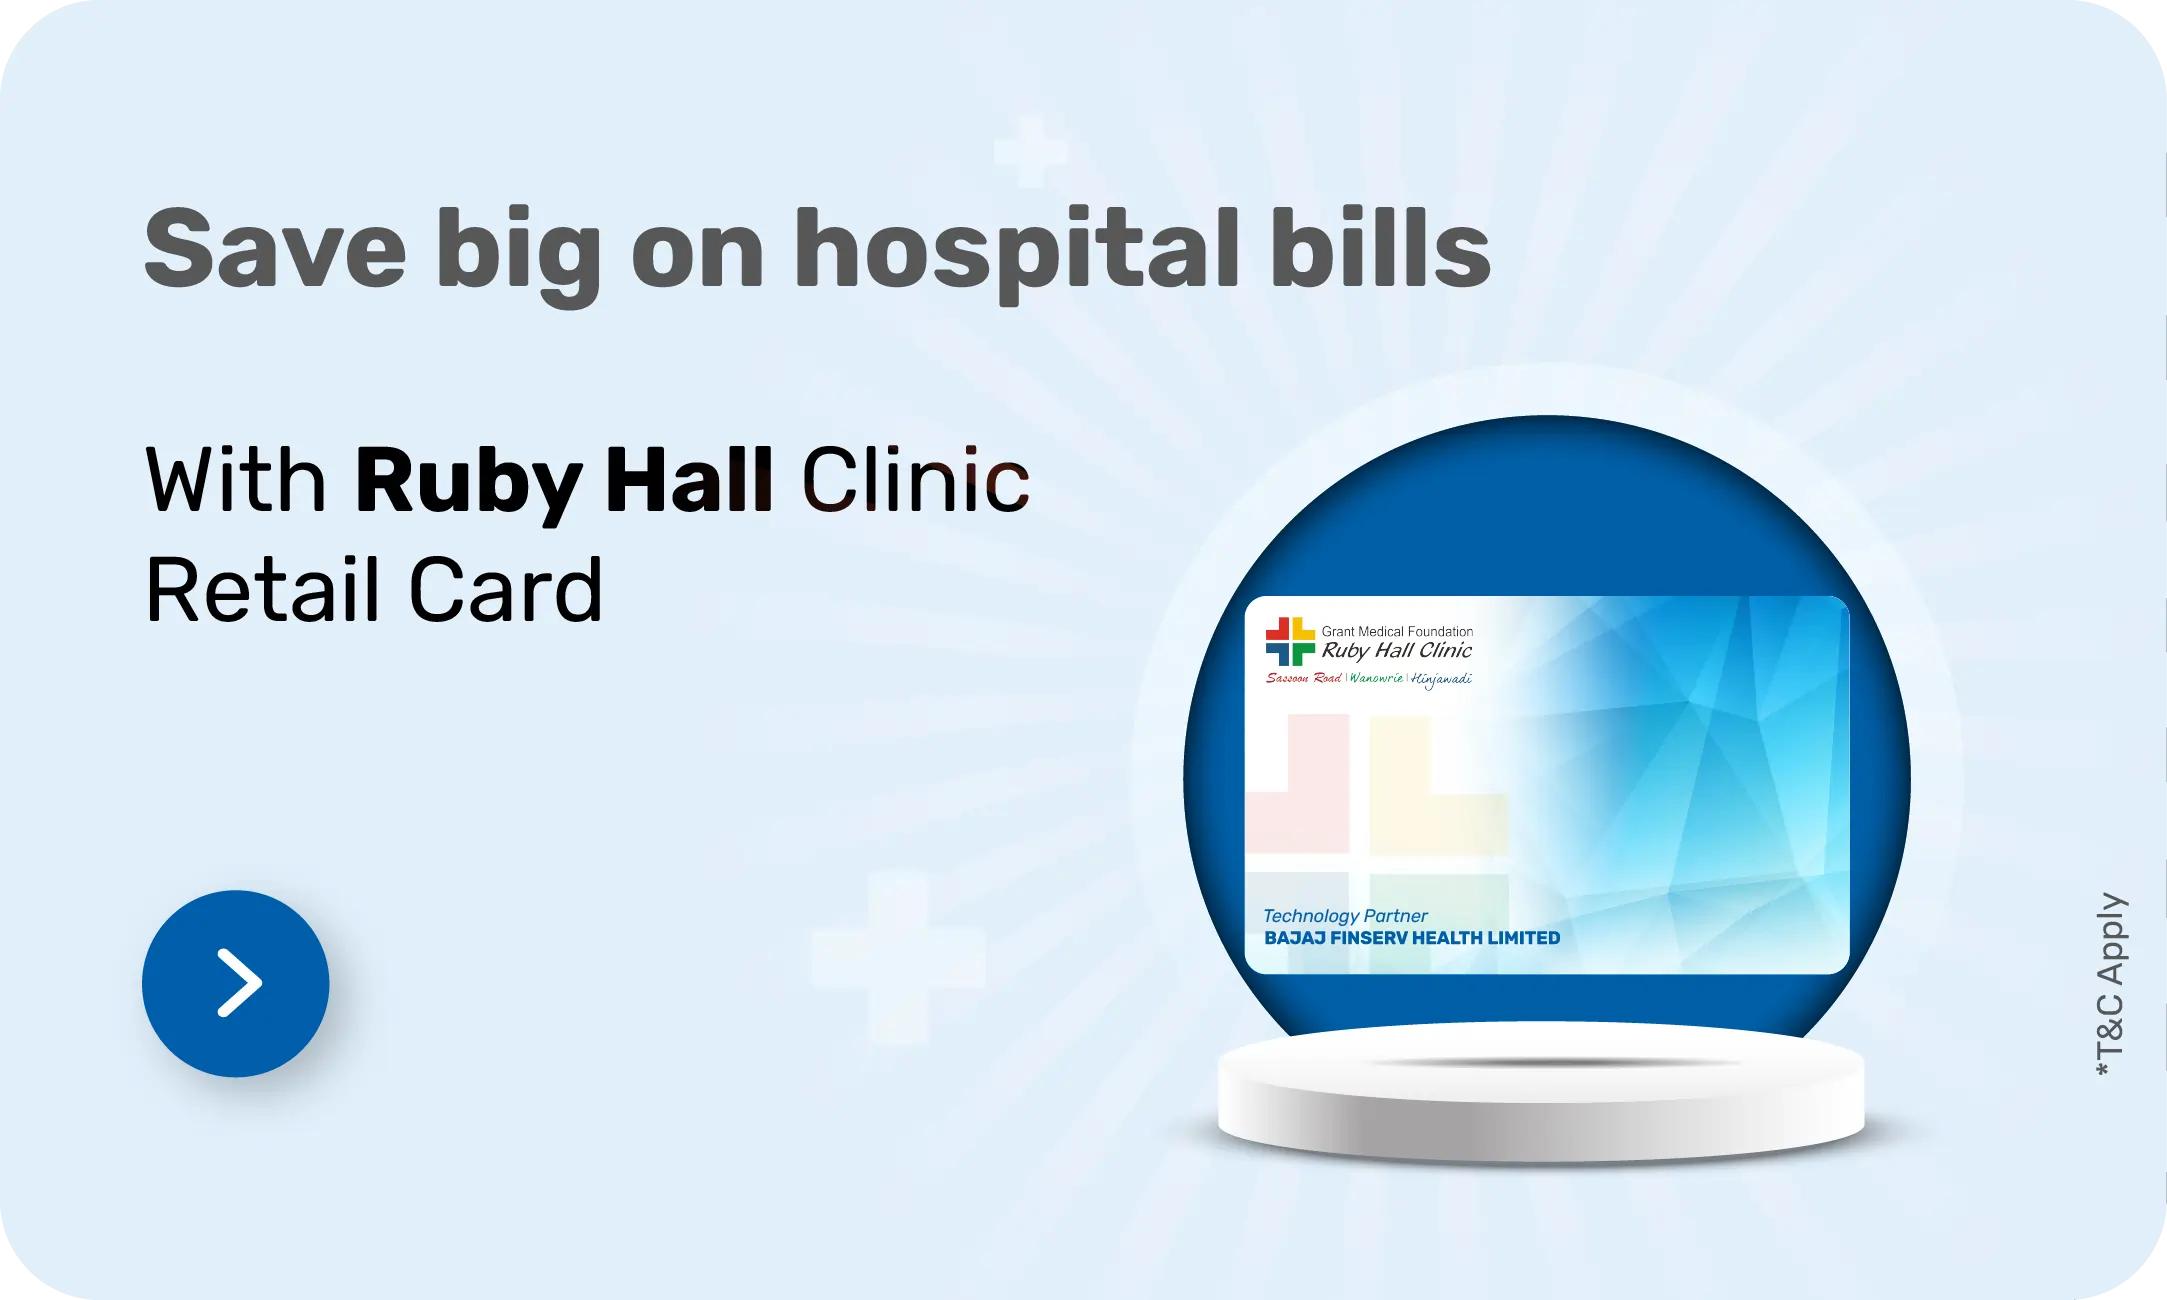 Save big on hospital bills
With Ruby Hall Clinic
Retail Card
Grant Medical Foundation
Ruby Hall Clinic
Sassoon Road | Wanowrie | Hinjawadi
Technology Partner
BAJAJ FINSERV HEALTH LIMITED
*T&C Apply